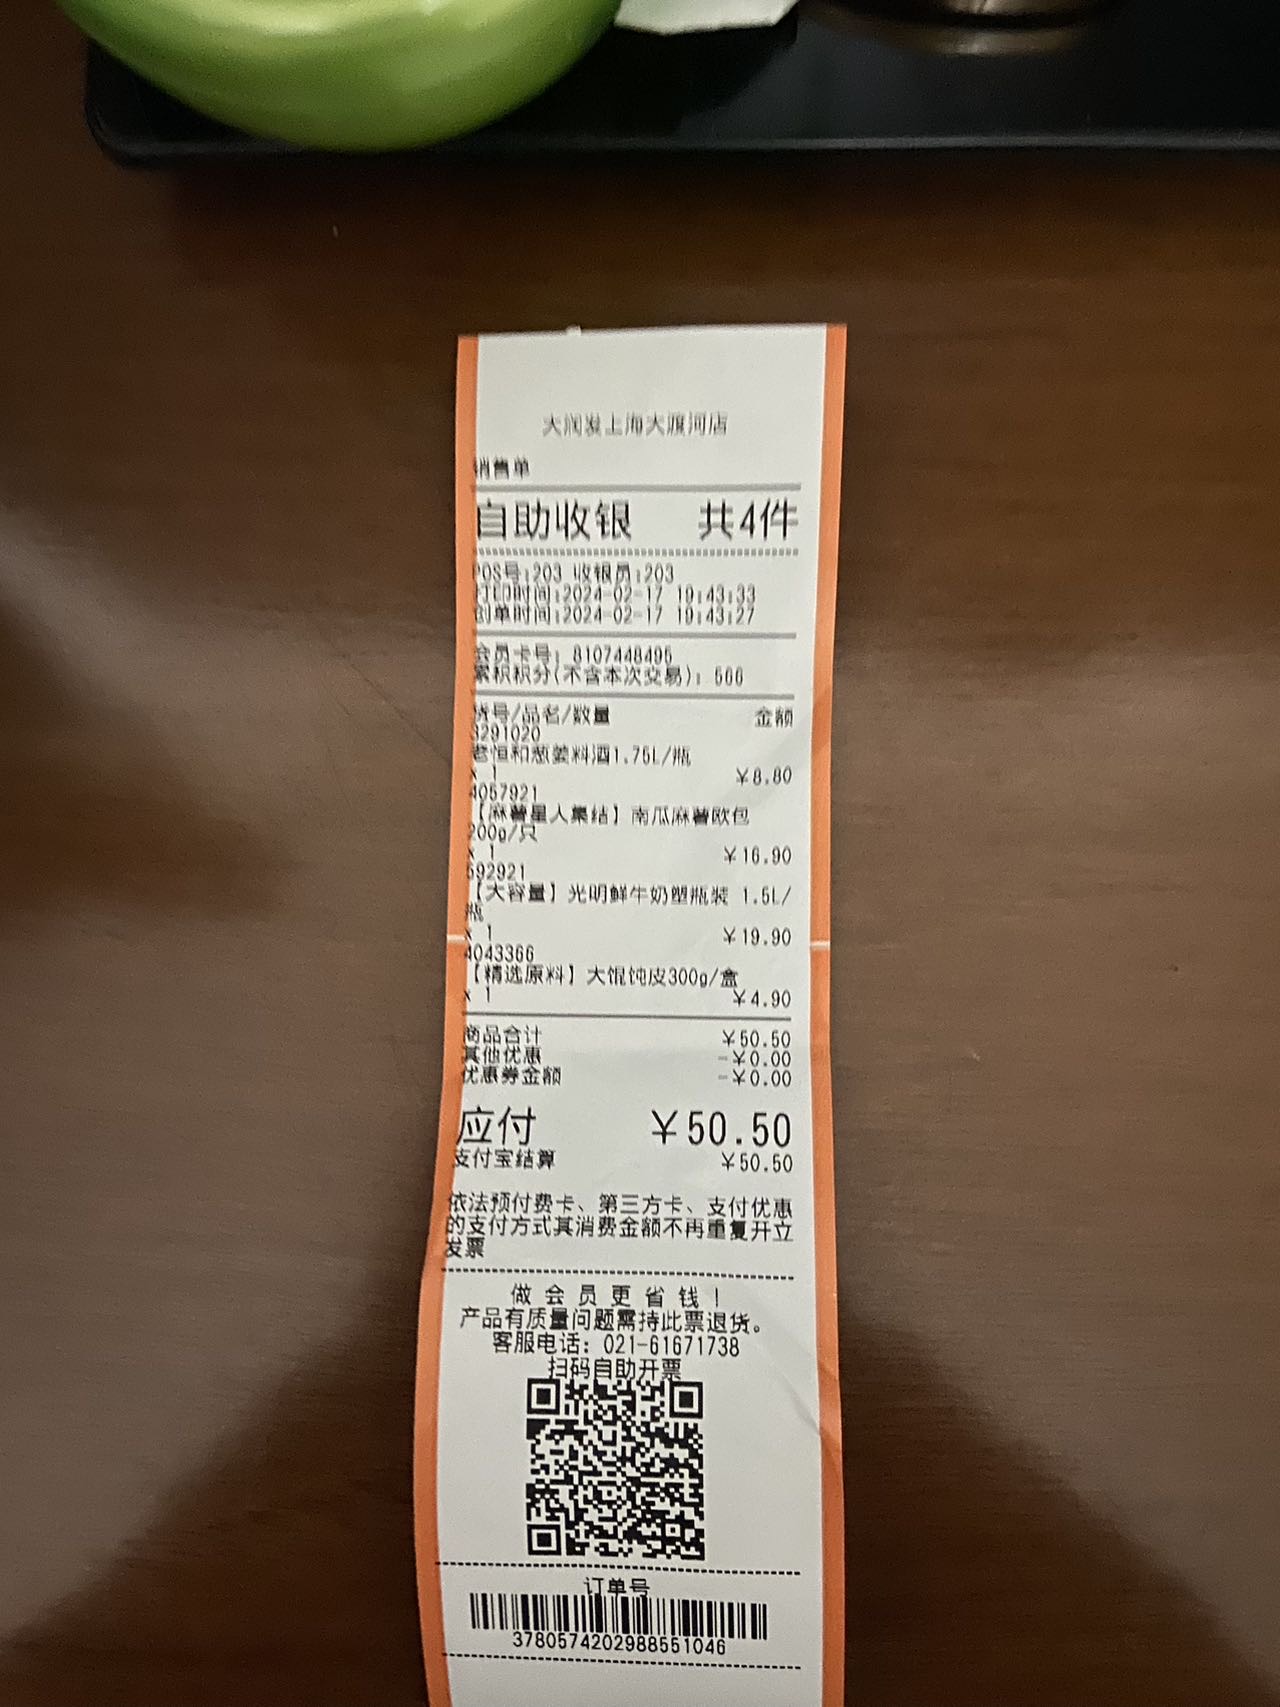 大润发上海大渡河店
销售单
自助收银 共4件
POS号:203 收银员:203
打印时间:2024-02-17 19:43:33
创单时间:2024-02-17 19:43:27
会员卡号: 8107448495
累积积分(不含本次交易): 566
货号/品名/数量 金额
3291020
老恒和葱姜料酒1.75L/瓶
x 1 ¥8.80
4057921
【麻薯星人集结】南瓜麻薯欧包
200g/只
x 1 ¥16.90
592921
【大容量】光明鲜牛奶塑瓶装 1.5L/
瓶
x 1 ¥19.90
4043366
【精选原料】大馄饨皮300g/盒
x 1 ¥4.90
商品合计 ¥50.50
其他优惠 -¥0.00
优惠券金额 -¥0.00
应付 ¥50.50
支付宝结算 ¥50.50
依法预付费卡、第三方卡、支付优惠
的支付方式其消费金额不再重复开立
发票
做会员更省钱!
产品有质量问题需持此票退货。
客服电话: 021-61671738
扫码自助开票
订单号
3780574202988551046